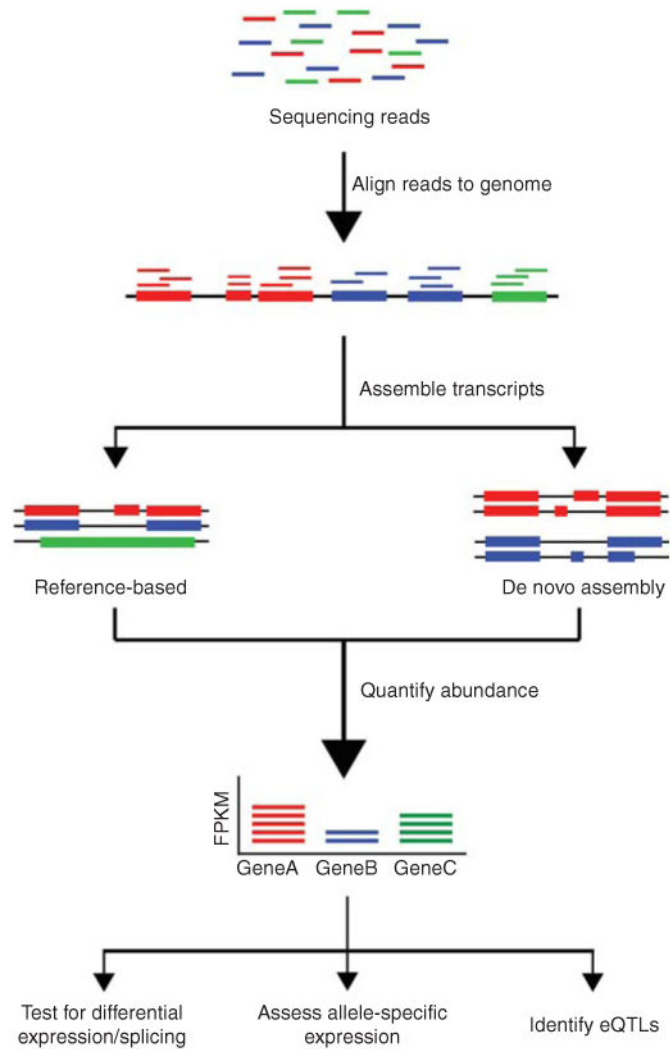 Sequencing reads
Align reads to genome
Assemble transcripts
Reference-based
De novo assembly
Quantify abundance
FPKM
GeneA GeneB GeneC
Test for differential
expression/splicing
Assess allele-specific
expression
Identify eQTLs